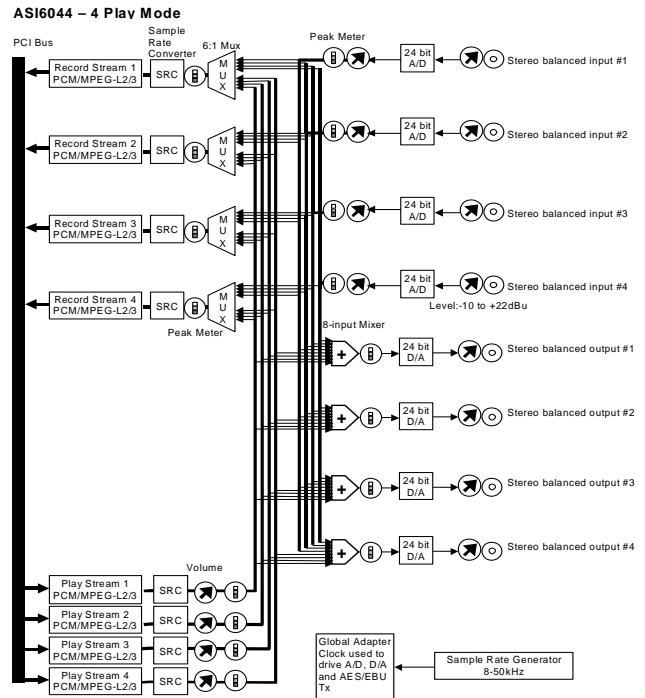 ASI6044 – 4 Play Mode
PCI Bus
Sample
Rate
Converter
6:1 Mux
Peak Meter
Record Stream 1
PCM/MPEG-L2/3
SRC
M
U
X
24 bit
A/D
Stereo balanced input #1
Record Stream 2
PCM/MPEG-L2/3
SRC
M
U
X
24 bit
A/D
Stereo balanced input #2
Record Stream 3
PCM/MPEG-L2/3
SRC
M
U
X
24 bit
A/D
Stereo balanced input #3
Record Stream 4
PCM/MPEG-L2/3
SRC
M
U
X
24 bit
A/D
Stereo balanced input #4
Level:-10 to +22dBu
Peak Meter
8-input Mixer
+
24 bit
D/A
Stereo balanced output #1
+
24 bit
D/A
Stereo balanced output #2
+
24 bit
D/A
Stereo balanced output #3
+
24 bit
D/A
Stereo balanced output #4
Volume
Play Stream 1
PCM/MPEG-L2/3
SRC
Play Stream 2
PCM/MPEG-L2/3
SRC
Play Stream 3
PCM/MPEG-L2/3
SRC
Play Stream 4
PCM/MPEG-L2/3
SRC
Global Adapter
Clock used to
drive A/D, D/A
and AES/EBU
Tx
Sample Rate Generator
8-50kHz